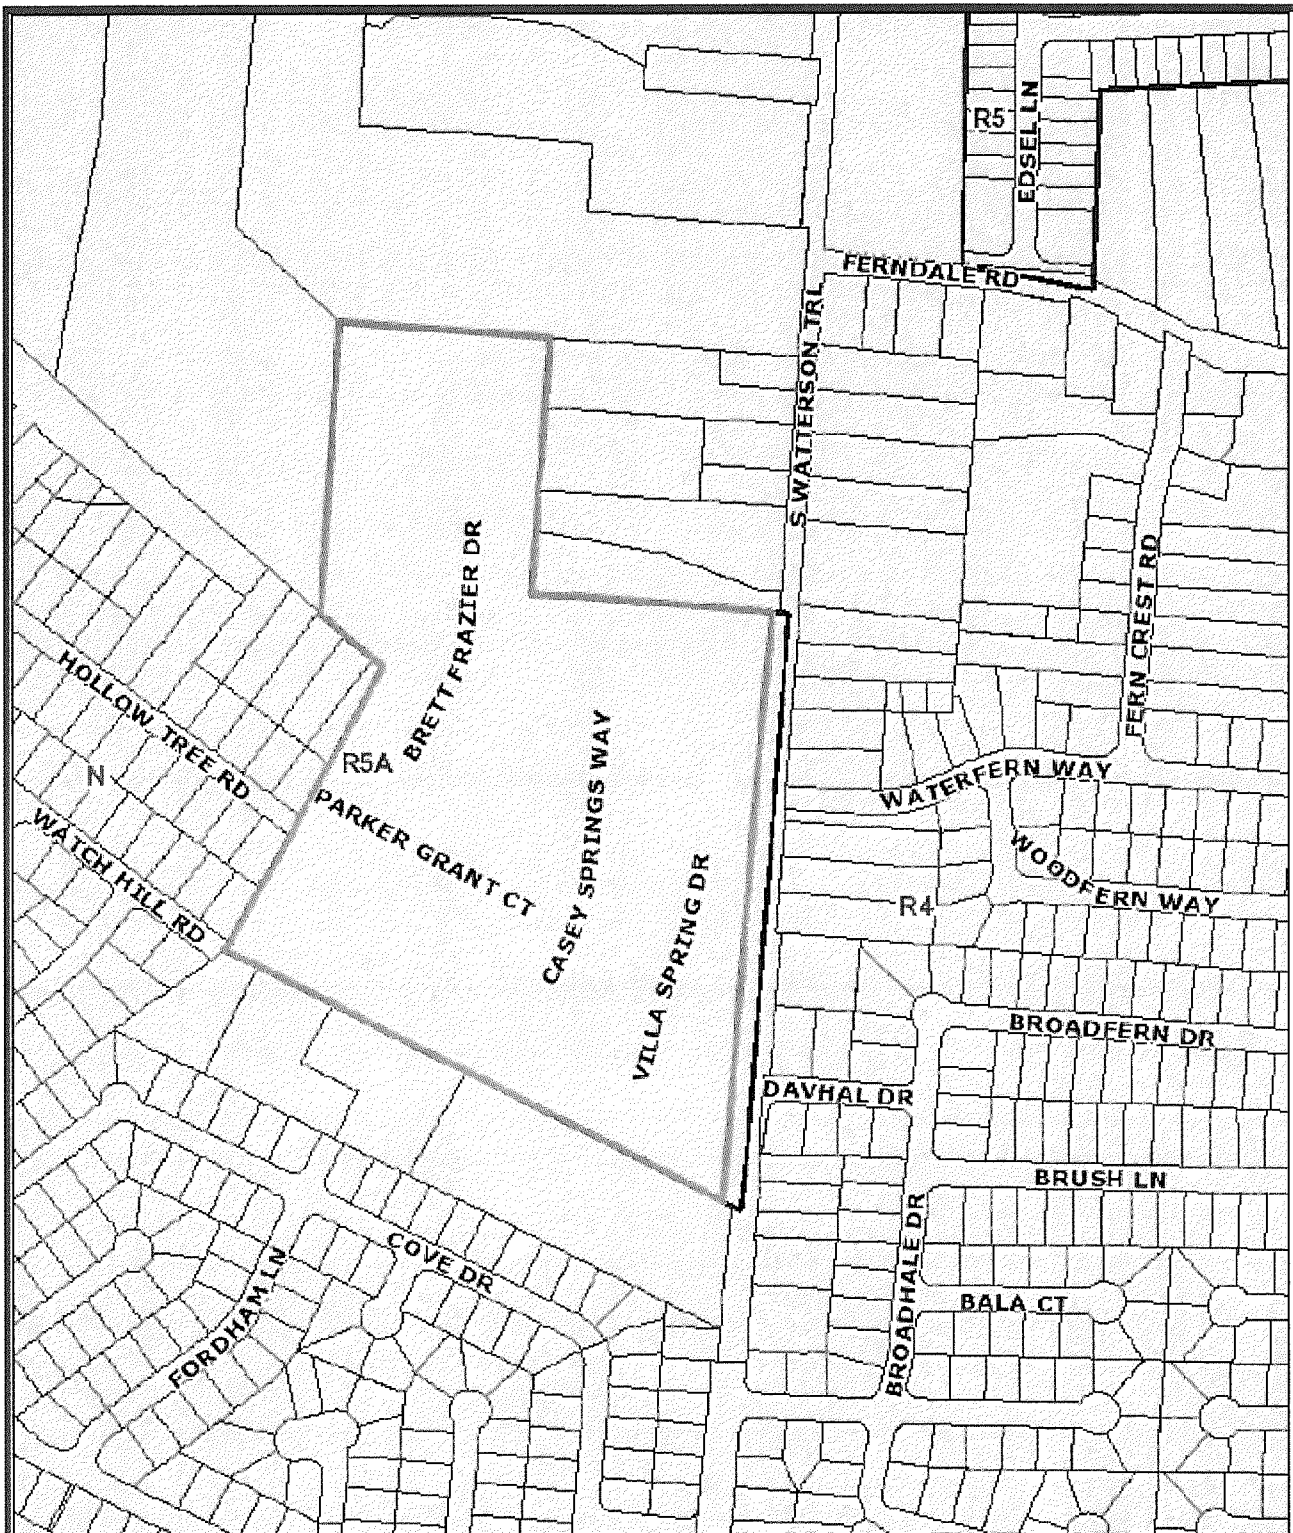 R5
EDSEL LN
FERNDALE RD
S WATTERSON TRL
BRETT FRAZIER DR
FERN CREST RD
HOLLOW TREE RD
R5A
N
WATERFERN WAY
PARKER GRANT CT
CASEY SPRINGS WAY
WATCH HILL RD
WOODFERN WAY
R4
VILLA SPRING DR
BROADFERN DR
DAVHAL DR
BRUSH LN
COVE DR
BROADHALE DR
FORDHAM LN
BALA CT